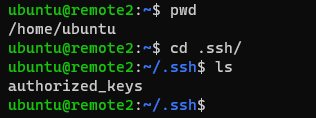 ubuntu@remote2:~$ pwd
/home/ubuntu
ubuntu@remote2:~$ cd .ssh/
ubuntu@remote2:~/.ssh$ ls
authorized_keys
ubuntu@remote2:~/.ssh$